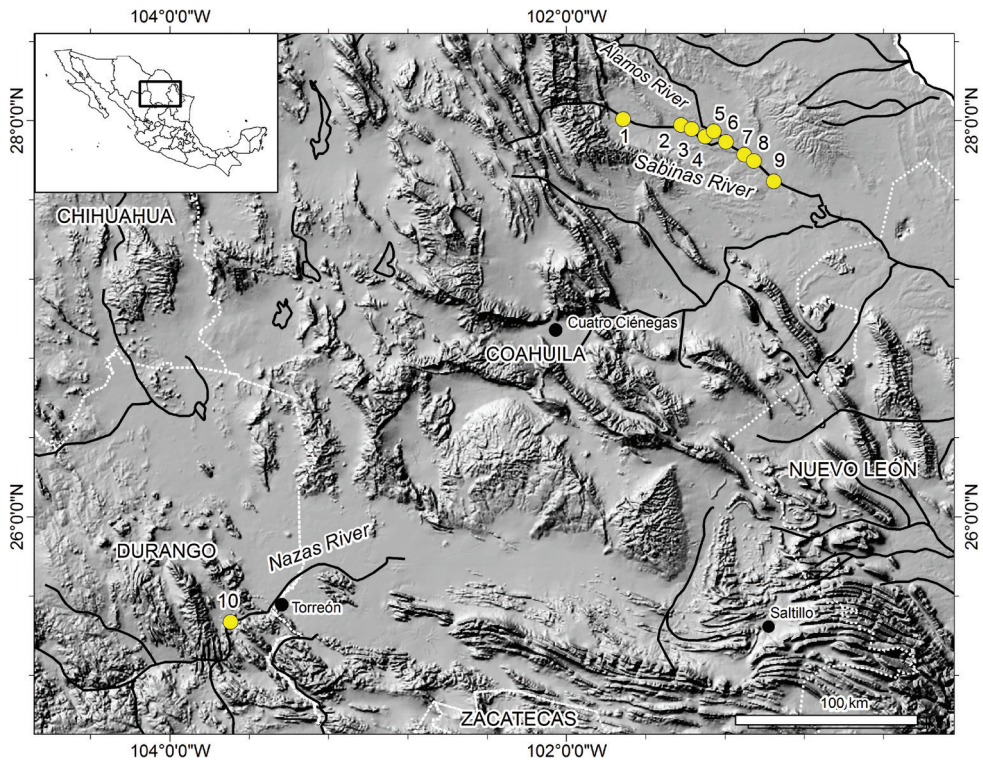 104°0'0"W
102°0'0"W
Álamos River
28°0'0"N
28°0'0"N
1
2
3
4
5
6
7
8
9
Sabinas River
CHIHUAHUA
Cuatro Ciénegas
COAHUILA
NUEVO LEÓN
26°0'0"N
26°0'0"N
Nazas River
DURANGO
10
Torreón
Saltillo
ZACATECAS
100 km
104°0'0"W
102°0'0"W